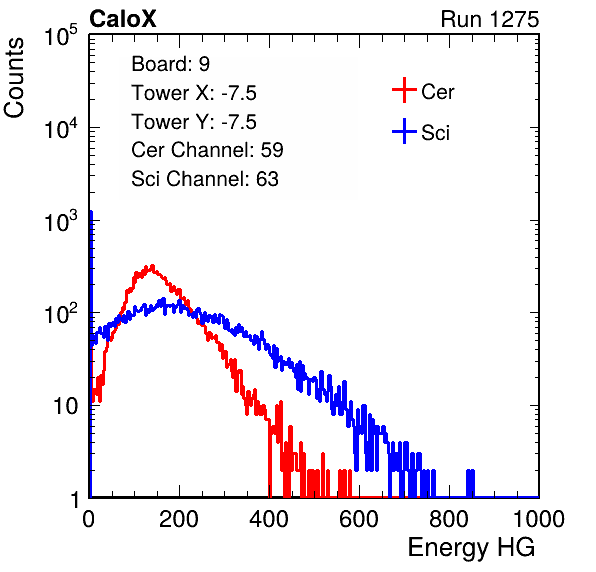 CaloX Run 1275
Counts
Board: 9
Tower X: -7.5
Tower Y: -7.5
Cer Channel: 59
Sci Channel: 63
Cer
Sci
10^5
10^4
10^3
10^2
10
1
0 200 400 600 800 1000
Energy HG